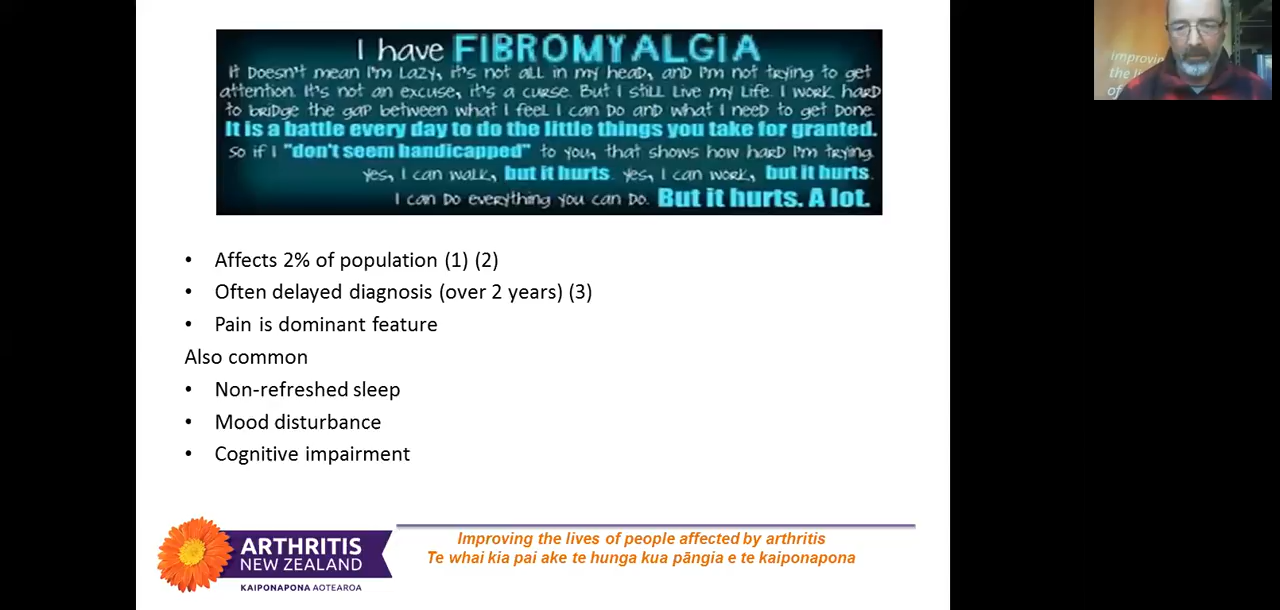 I have FIBROMYALGIA
It Doesn't mean I'm Lazy, it's not all in my head, and I'm not trying to get
attention. It's not an excuse, it's a curse. But I still Live my Life. I work hard
to bridge the gap between what I feel I can Do and what I need to get Done.
It is a battle every day to do the little things you take for granted.
so if I "don't seem handicapped" to you, that shows how hard I'm trying.
yes, I can walk, but it hurts. yes, I can work, but it hurts.
I can Do everything you can Do. But it hurts. A lot.
Improving
the li
of
• Affects 2% of population (1) (2)
• Often delayed diagnosis (over 2 years) (3)
• Pain is dominant feature
Also common
• Non-refreshed sleep
• Mood disturbance
• Cognitive impairment
ARTHRITIS
NEW ZEALAND
KAIPONAPONA AOTEAROA
Improving the lives of people affected by arthritis
Te whai kia pai ake te hunga kua pāngia e te kaiponapona